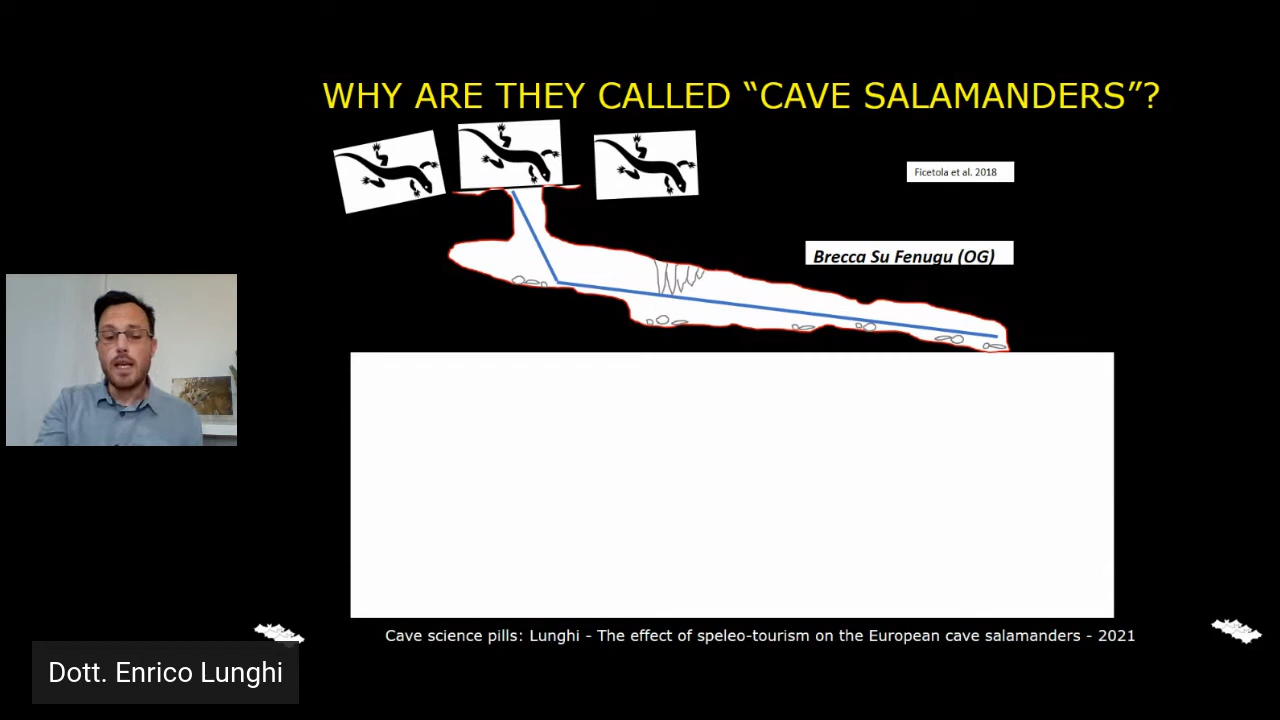 WHY ARE THEY CALLED “CAVE SALAMANDERS”?
Ficetola et al. 2018
Brecca Su Fenugu (OG)
Cave science pills: Lunghi - The effect of speleo-tourism on the European cave salamanders - 2021
Dott. Enrico Lunghi